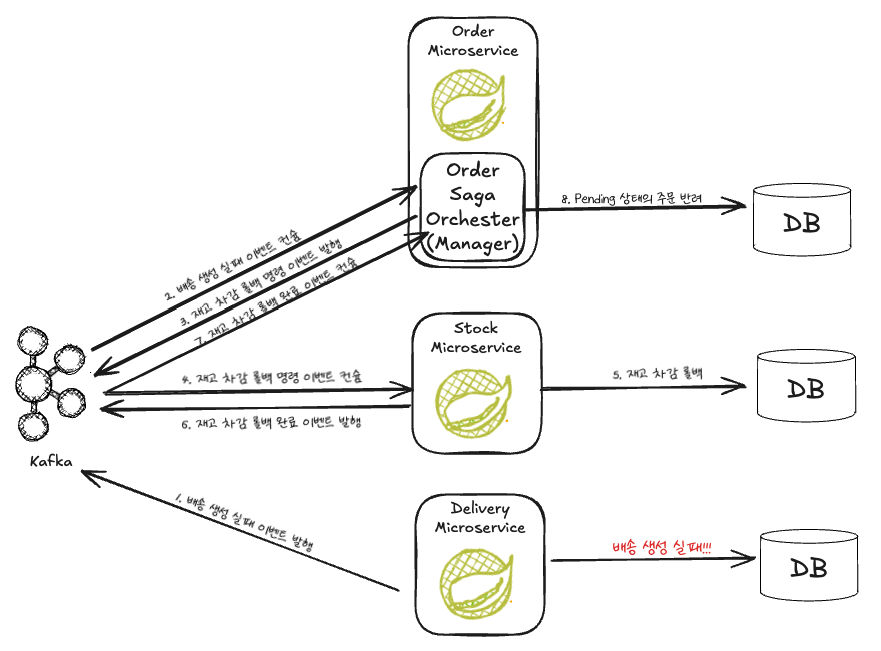 Order
Microservice
Order
Saga
Orchester
(Manager)
8. Pending 상태의 주문 반려
DB
2. 배송 생성 실패 이벤트 컨슘
3. 재고 차감 롤백 명령 이벤트 발행
7. 재고 차감 롤백 완료 이벤트 컨슘
Stock
Microservice
4. 재고 차감 롤백 명령 이벤트 컨슘
5. 재고 차감 롤백
DB
6. 재고 차감 롤백 완료 이벤트 발행
Kafka
1. 배송 생성 실패 이벤트 발행
Delivery
Microservice
배송 생성 실패!!!
DB